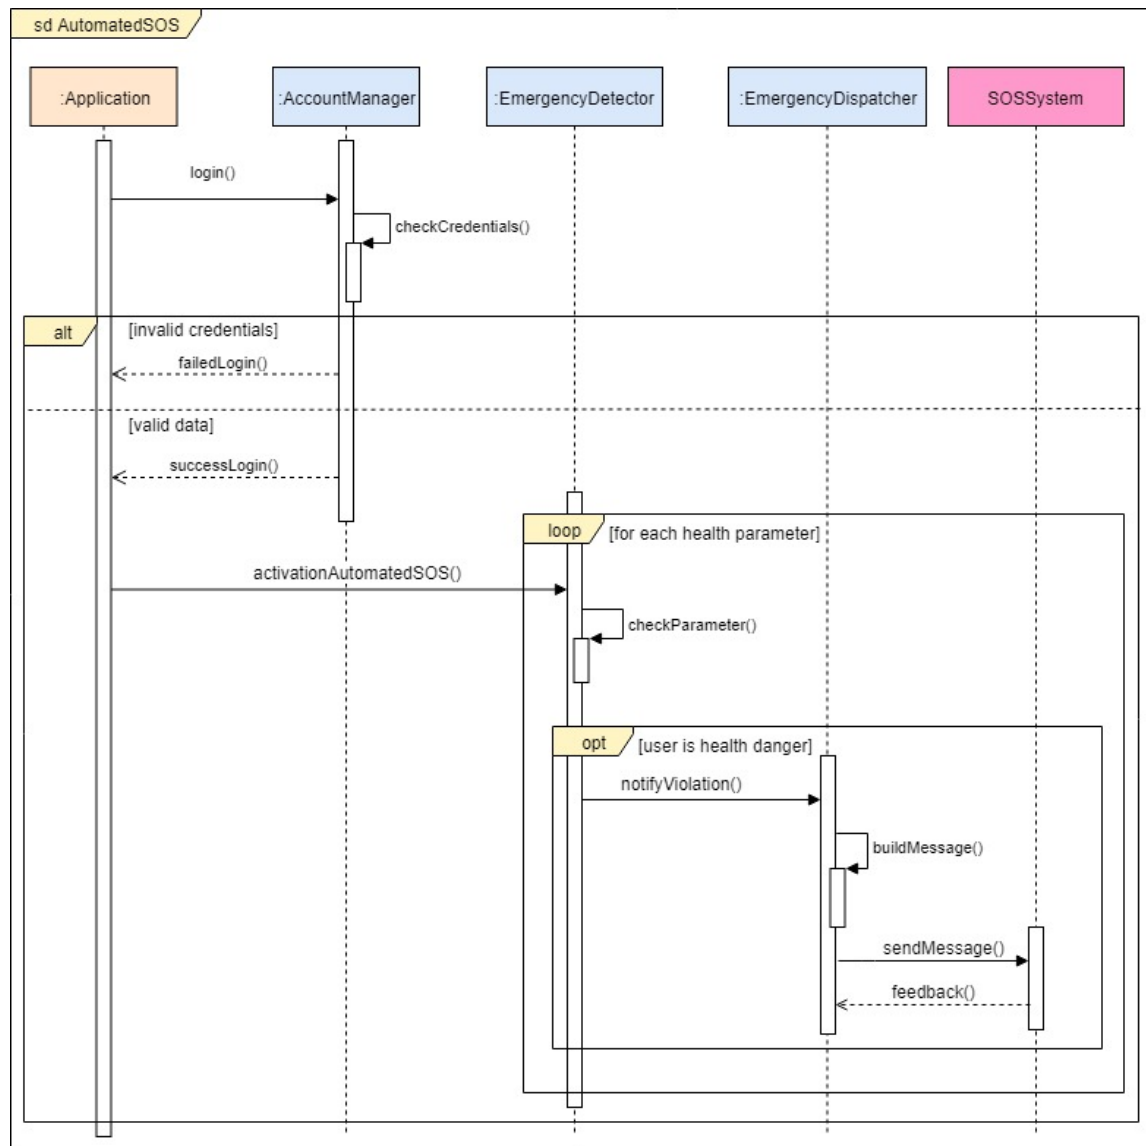 sd AutomatedSOS
:Application
:AccountManager
:EmergencyDetector
:EmergencyDispatcher
SOSSystem
login()
checkCredentials()
alt
[invalid credentials]
failedLogin()
[valid data]
successLogin()
loop
[for each health parameter]
activationAutomatedSOS()
checkParameter()
opt
[user is health danger]
notifyViolation()
buildMessage()
sendMessage()
feedback()